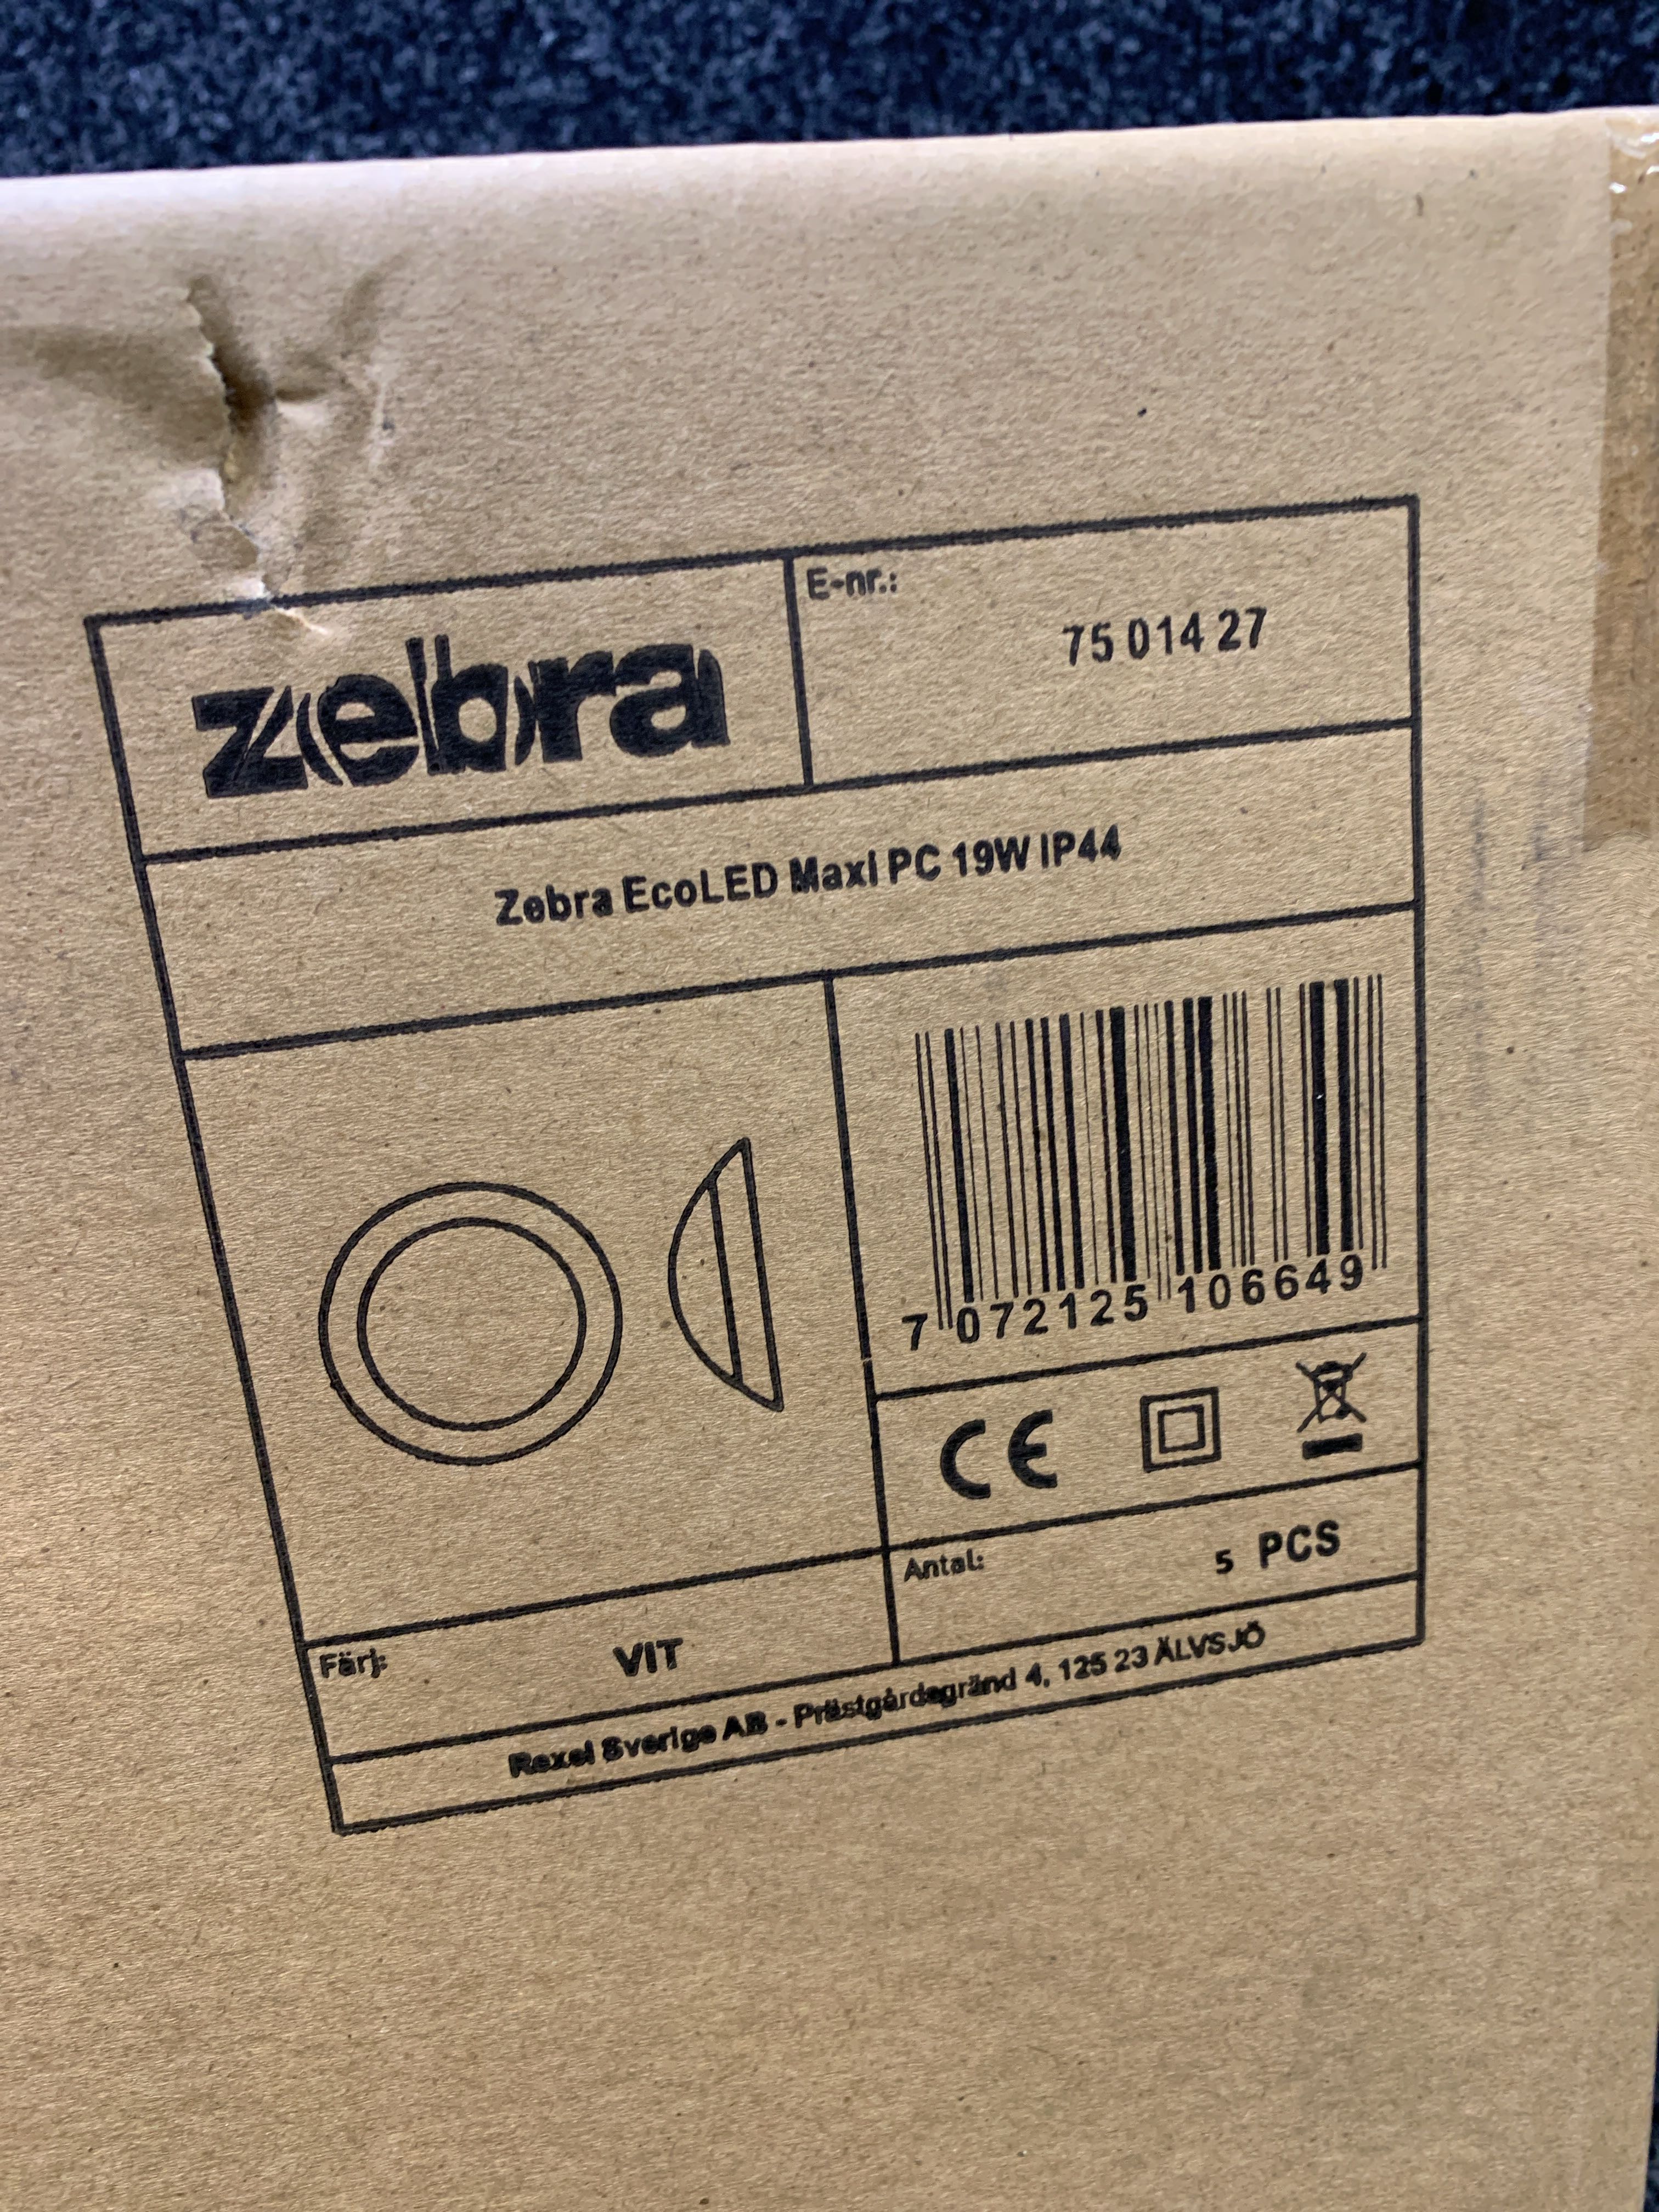 zebra
E-nr.:
75 014 27
Zebra EcoLED Maxi PC 19W IP44
7 072125 106649
CE
Antal:
5 PCS
Färj:
VIT
Rexel Sverige AB - Prästgårdsgränd 4, 125 23 ÄLVSJÖ